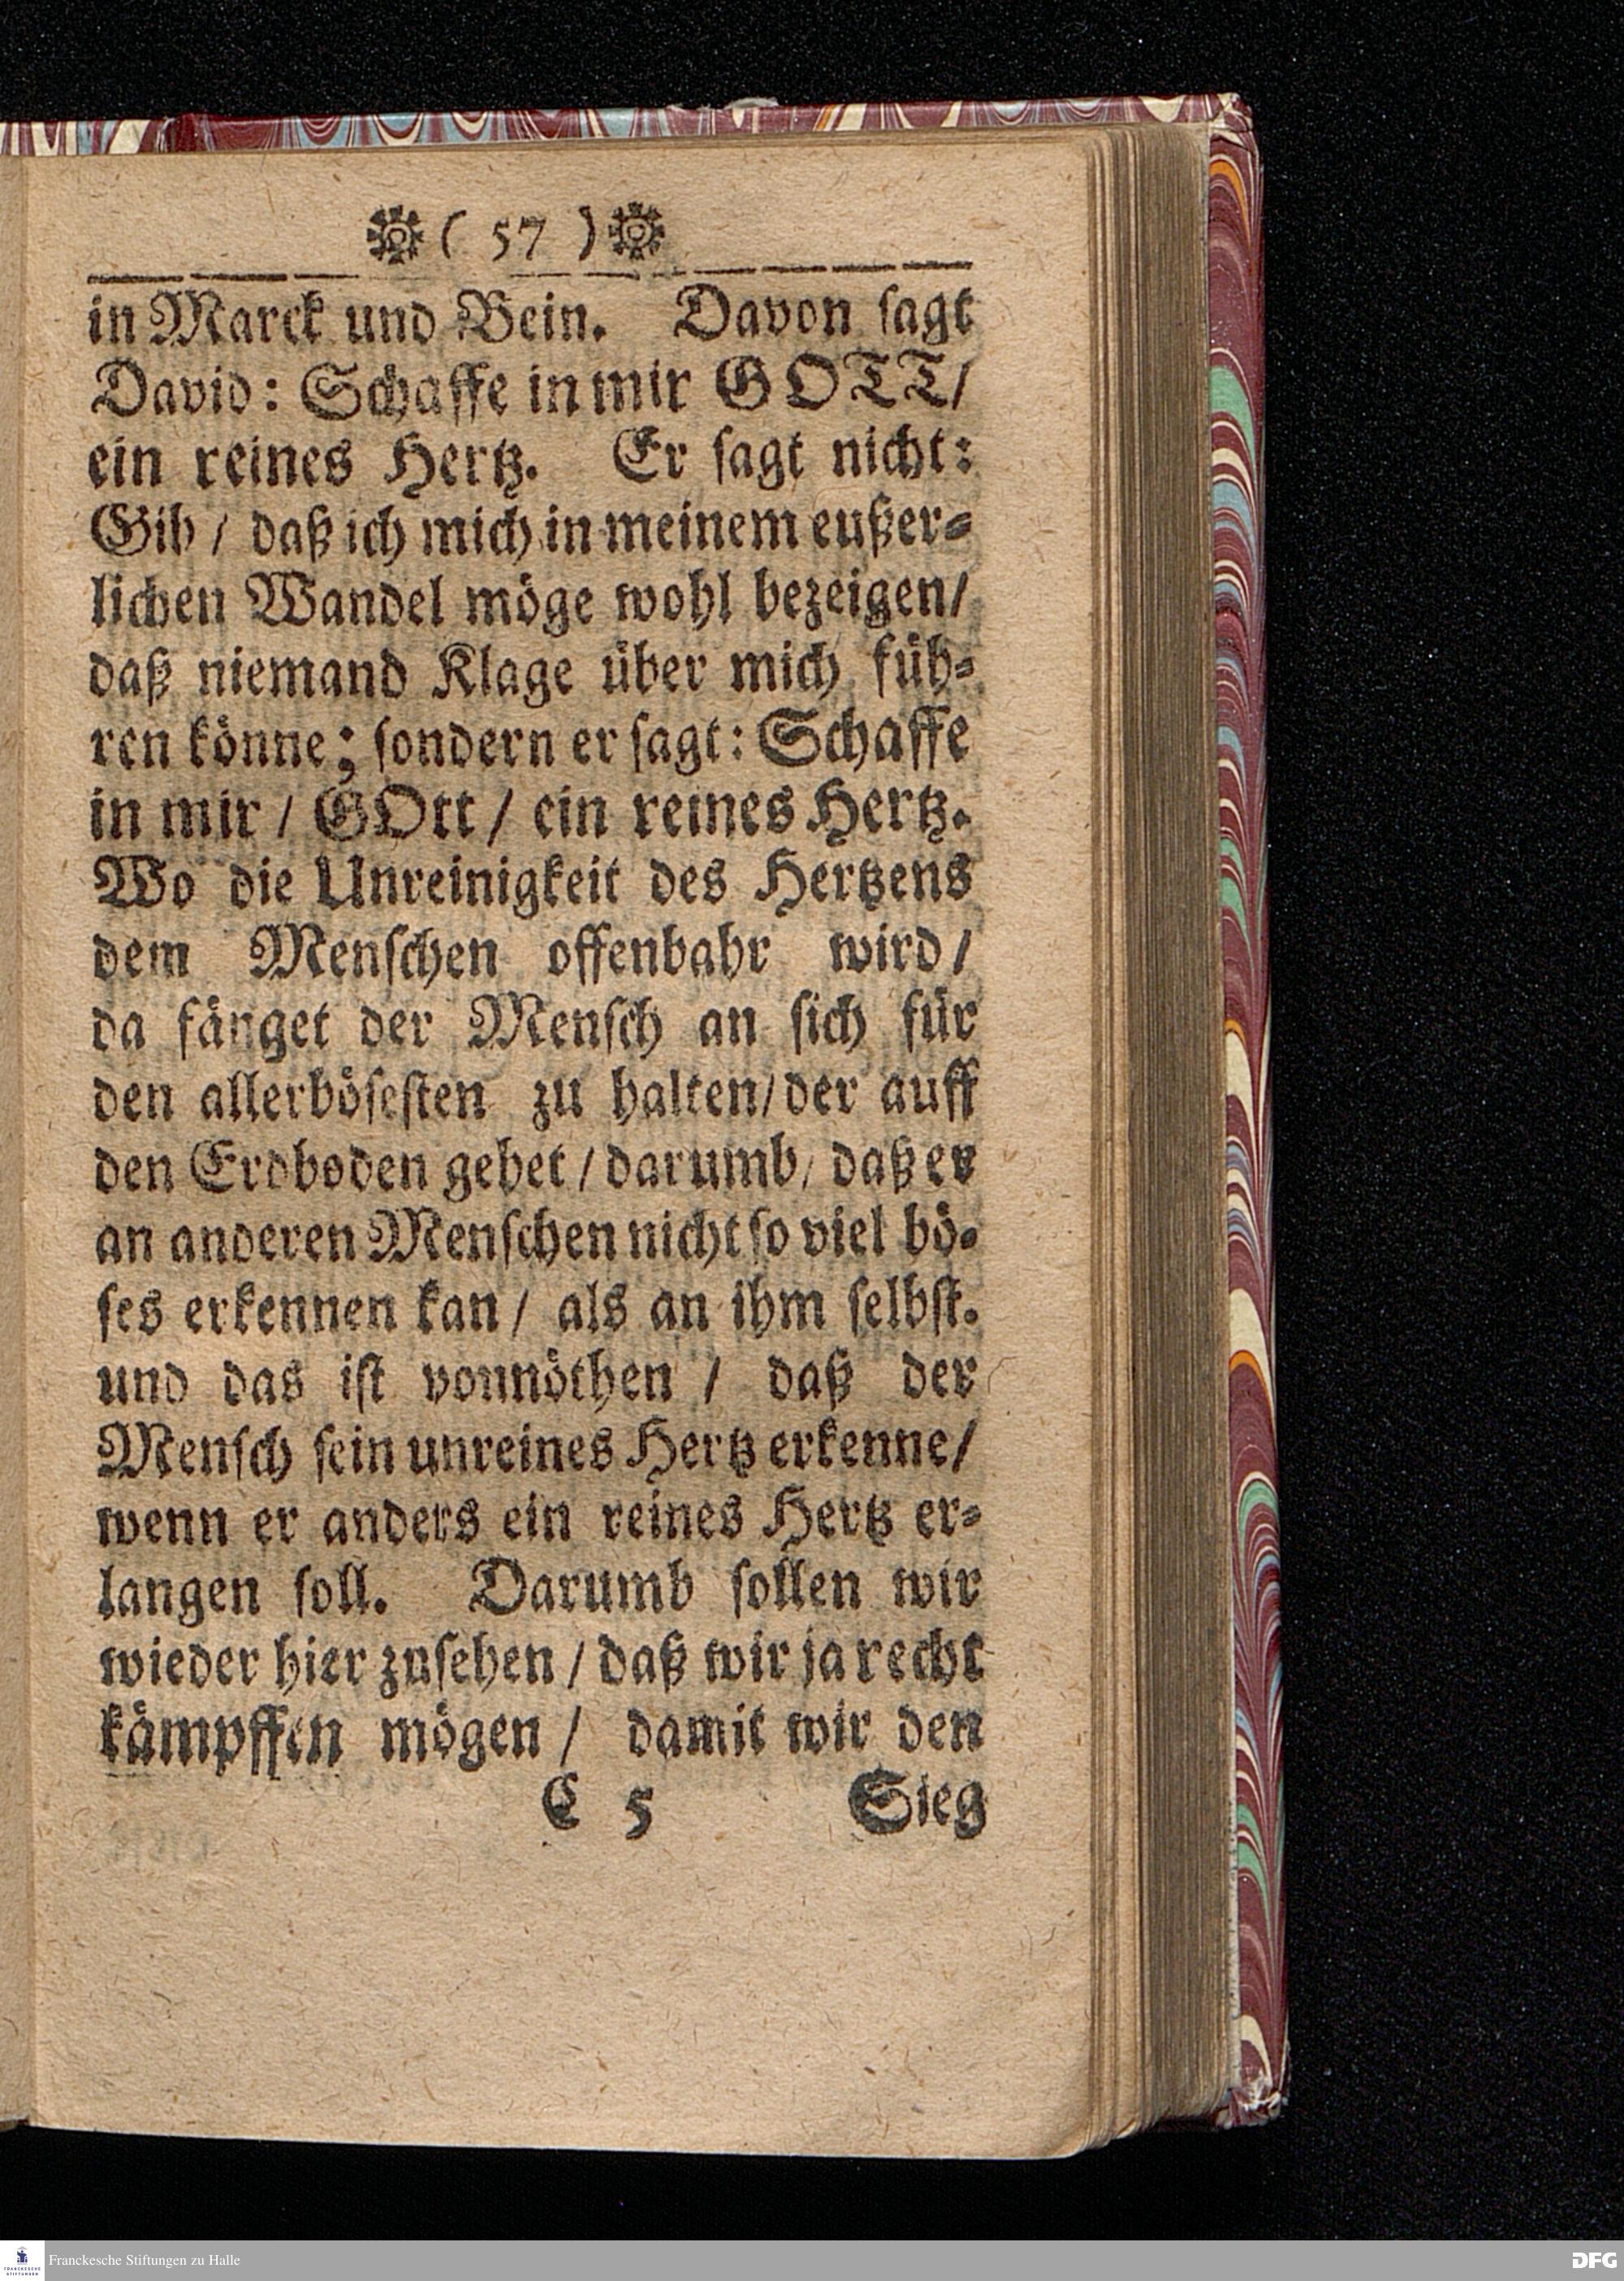 ( 57 )
in Marck und Bein. Davon ſagt
David: Schaffe in mir GOTT/
ein reines Hertz. Er ſagt nicht:
Gib / daß ich mich in meinem eußer-
lichen Wandel möge wohl bezeigen/
daß niemand Klage über mich füh-
ren könne; ſondern er ſagt: Schaffe
in mir / GOtt / ein reines Hertz.
Wo die Unreinigkeit des Hertzens
dem Menſchen offenbahr wird /
da fänget der Menſch an ſich für
den allerböſeſten zu halten/ der auff
den Erdboden gehet / darumb/ daß er
an anderen Menſchen nicht ſo viel bö-
ſes erkennen kan / als an ihm ſelbſt.
und das iſt vonnöthen / daß der
Menſch ſein unreines Hertz erkenne/
wenn er anders ein reines Hertz er-
langen ſoll. Darumb ſollen wir
wieder hier zuſehen / daß wir ja recht
kämpffen mögen / damit wir den
C 5 Sieg
Franckesche Stiftungen zu Halle
DFG